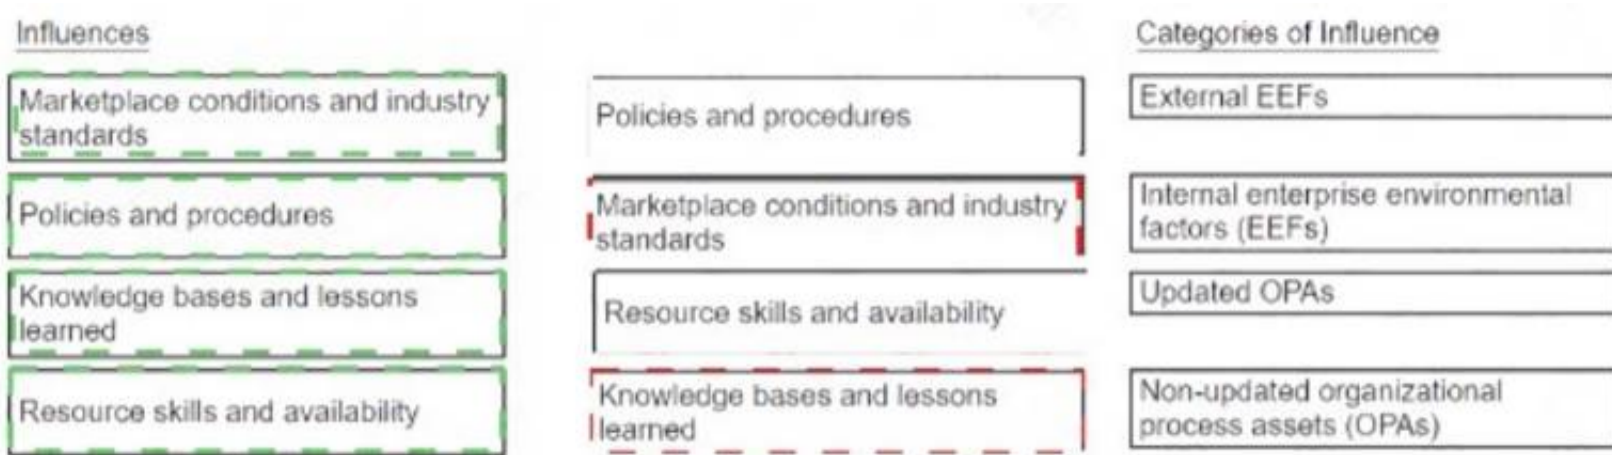 Influences
Categories of Influence
Marketplace conditions and industry
standards
Policies and procedures
External EEFs
Policies and procedures
Marketplace conditions and industry
standards
Internal enterprise environmental
factors (EEFs)
Knowledge bases and lessons
learned
Resource skills and availability
Updated OPAs
Resource skills and availability
Knowledge bases and lessons
learned
Non-updated organizational
process assets (OPAs)